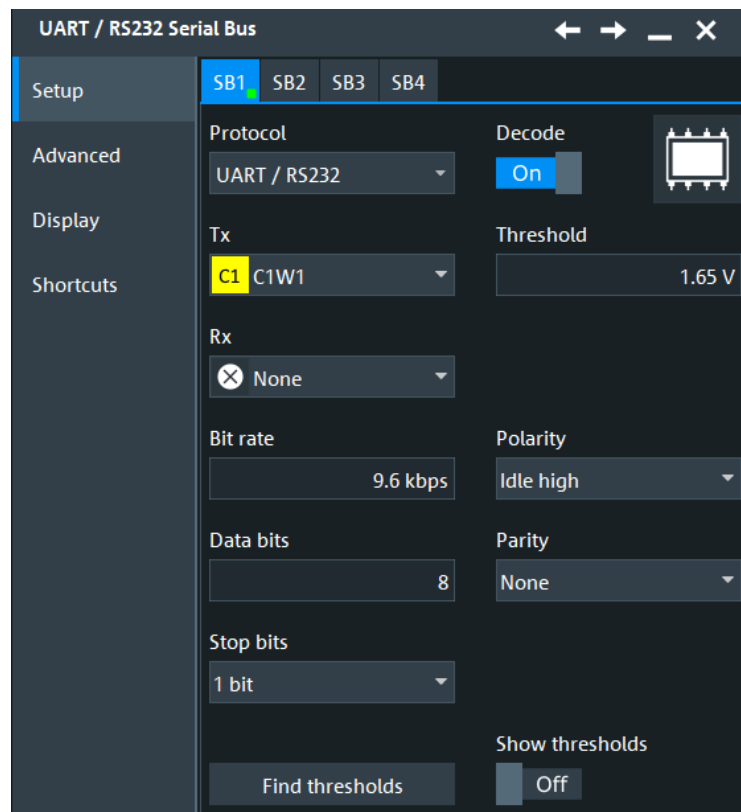 UART / RS232 Serial Bus
Setup
Advanced
Display
Shortcuts
SB1 SB2 SB3 SB4
Protocol Decode
UART / RS232 On
Tx Threshold
C1 C1W1 1.65 V
Rx
None
Bit rate Polarity
9.6 kbps Idle high
Data bits Parity
8 None
Stop bits
1 bit
Show thresholds
Find thresholds Off